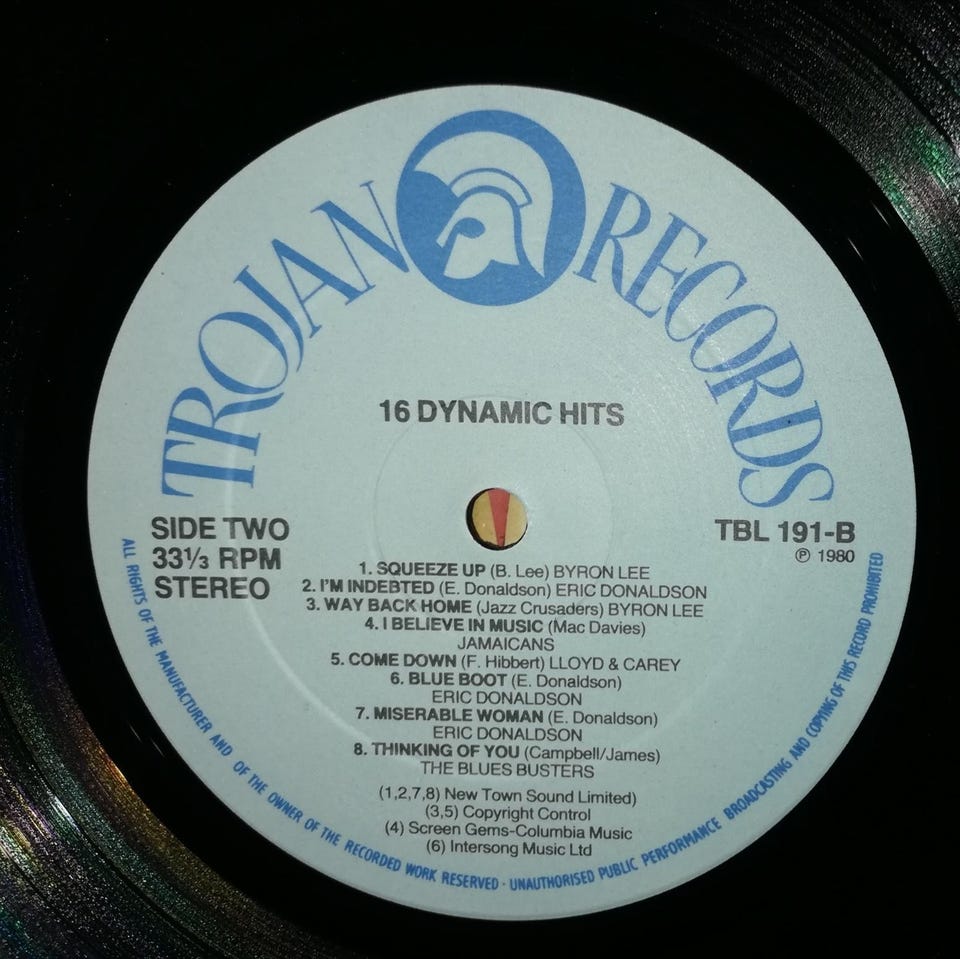 TROJAN RECORDS
16 DYNAMIC HITS
SIDE TWO
33⅓ RPM
STEREO
TBL 191-B
℗ 1980
1. SQUEEZE UP (B. Lee) BYRON LEE
2. I'M INDEBTED (E. Donaldson) ERIC DONALDSON
3. WAY BACK HOME (Jazz Crusaders) BYRON LEE
4. I BELIEVE IN MUSIC (Mac Davies)
JAMAICANS
5. COME DOWN (F. Hibbert) LLOYD & CAREY
6. BLUE BOOT (E. Donaldson)
ERIC DONALDSON
7. MISERABLE WOMAN (E. Donaldson)
ERIC DONALDSON
8. THINKING OF YOU (Campbell/James)
THE BLUES BUSTERS
(1,2,7,8) New Town Sound Limited)
(3,5) Copyright Control
(4) Screen Gems-Columbia Music
(6) Intersong Music Ltd
ALL RIGHTS OF THE MANUFACTURER AND OF THE OWNER OF THE RECORDED WORK RESERVED · UNAUTHORISED PUBLIC PERFORMANCE BROADCASTING AND COPYING OF THIS RECORD PROHIBITED